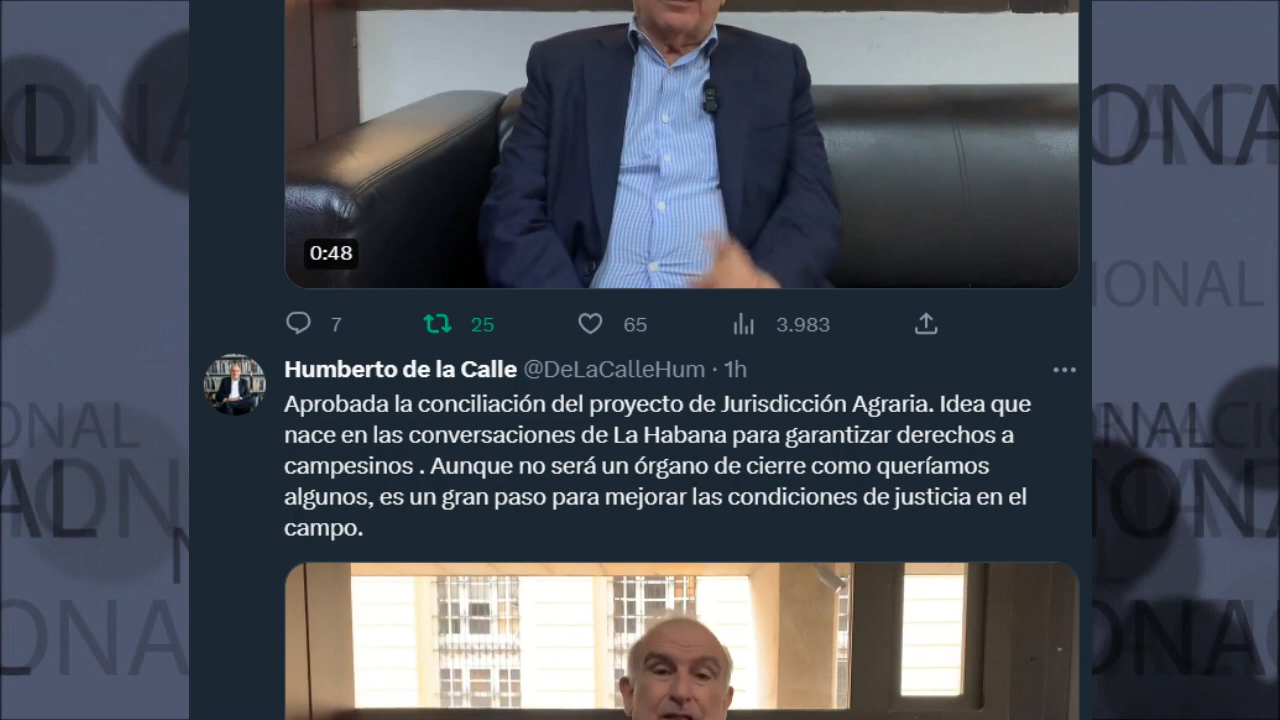 0:48
7 25 65 3.983
Humberto de la Calle @DeLaCalleHum · 1h
Aprobada la conciliación del proyecto de Jurisdicción Agraria. Idea que
nace en las conversaciones de La Habana para garantizar derechos a
campesinos . Aunque no será un órgano de cierre como queríamos
algunos, es un gran paso para mejorar las condiciones de justicia en el
campo.